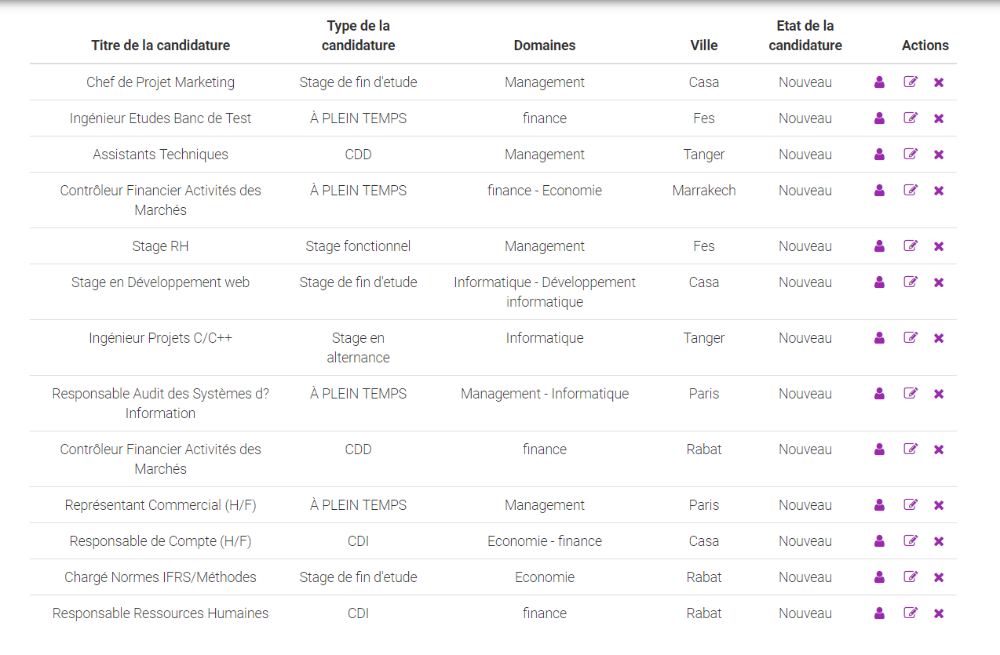 Titre de la candidature Type de la candidature Domaines Ville Etat de la candidature Actions
Chef de Projet Marketing Stage de fin d'etude Management Casa Nouveau
Ingénieur Etudes Banc de Test À PLEIN TEMPS finance Fes Nouveau
Assistants Techniques CDD Management Tanger Nouveau
Contrôleur Financier Activités des Marchés À PLEIN TEMPS finance - Economie Marrakech Nouveau
Stage RH Stage fonctionnel Management Fes Nouveau
Stage en Développement web Stage de fin d'etude Informatique - Développement informatique Casa Nouveau
Ingénieur Projets C/C++ Stage en alternance Informatique Tanger Nouveau
Responsable Audit des Systèmes d? Information À PLEIN TEMPS Management - Informatique Paris Nouveau
Contrôleur Financier Activités des Marchés CDD finance Rabat Nouveau
Représentant Commercial (H/F) À PLEIN TEMPS Management Paris Nouveau
Responsable de Compte (H/F) CDI Economie - finance Casa Nouveau
Chargé Normes IFRS/Méthodes Stage de fin d'etude Economie Rabat Nouveau
Responsable Ressources Humaines CDI finance Rabat Nouveau